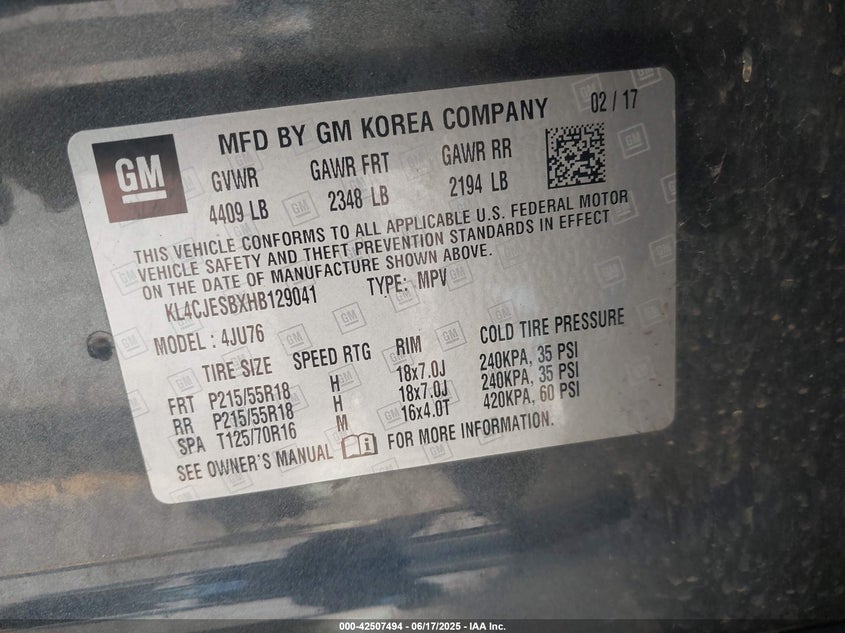 GM
MFD BY GM KOREA COMPANY 02 / 17
GVWR GAWR FRT GAWR RR
4409 LB 2348 LB 2194 LB
THIS VEHICLE CONFORMS TO ALL APPLICABLE U.S. FEDERAL MOTOR
VEHICLE SAFETY AND THEFT PREVENTION STANDARDS IN EFFECT
ON THE DATE OF MANUFACTURE SHOWN ABOVE.
KL4CJESBXHB129041 TYPE: MPV
MODEL : 4JU76
TIRE SIZE SPEED RTG RIM COLD TIRE PRESSURE
FRT P215/55R18 H 18x7.0J 240KPA, 35 PSI
RR P215/55R18 H 18x7.0J 240KPA, 35 PSI
SPA T125/70R16 M 16x4.0T 420KPA, 60 PSI
SEE OWNER'S MANUAL FOR MORE INFORMATION.
000-42507494 - 06/17/2025 - IAA Inc.